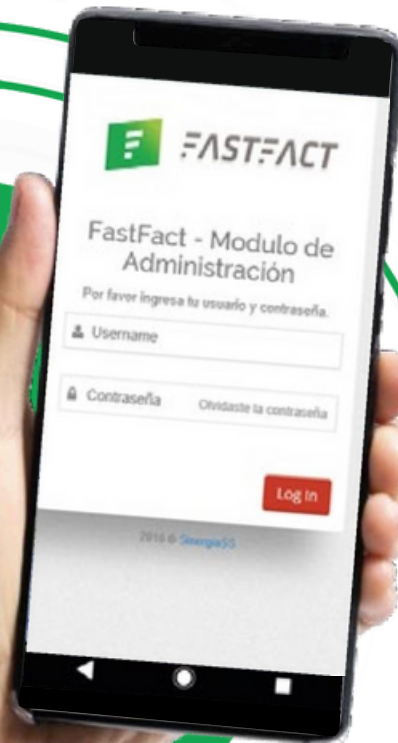 FASTFACT
FastFact - Modulo de
Administración
Por favor ingresa tu usuario y contraseña.
Username
Contraseña Olvidaste la contraseña
Log In
2016 © SinergiaSS